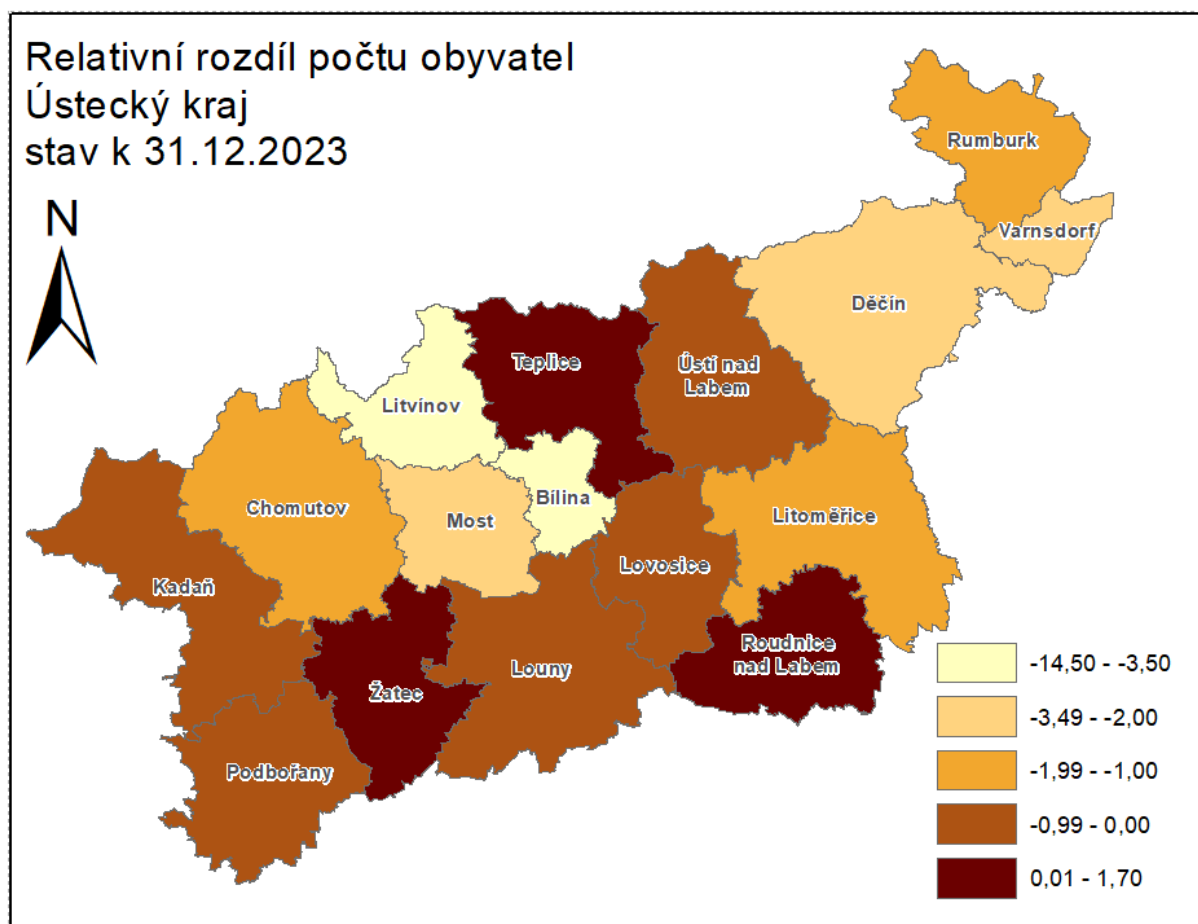 Relativní rozdíl počtu obyvatel
Ústecký kraj
stav k 31.12.2023
N
Rumburk
Varnsdorf
Děčín
Teplice
Ústí nad
Labem
Litvínov
Bílina
Chomutov
Most
Litoměřice
Lovosice
Kadaň
Roudnice
nad Labem
Louny
Žatec
Podbořany
-14,50 - -3,50
-3,49 - -2,00
-1,99 - -1,00
-0,99 - 0,00
0,01 - 1,70